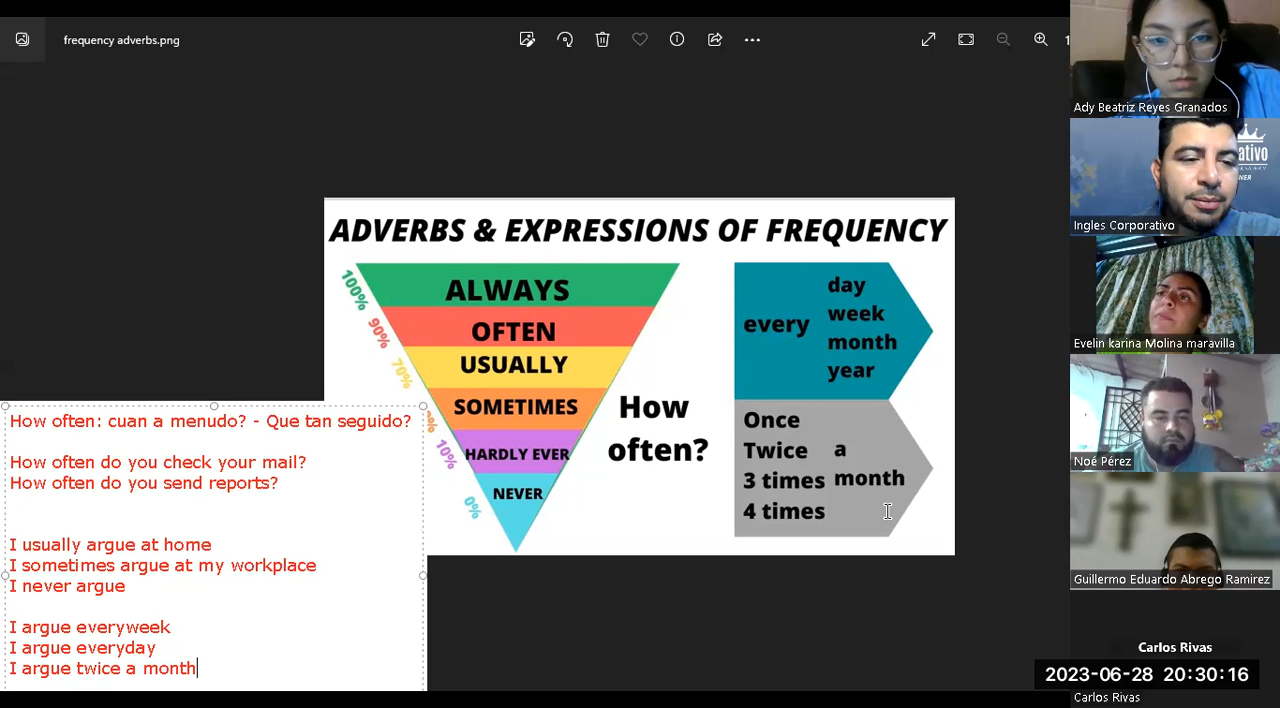 frequency adverbs.png
ADVERBS & EXPRESSIONS OF FREQUENCY
100% ALWAYS
90% OFTEN
70% USUALLY
SOMETIMES
10% HARDLY EVER
0% NEVER
How
often?
every
day
week
month
year
Once
Twice
3 times
4 times
a
month
How often: cuan a menudo? - Que tan seguido?
How often do you check your mail?
How often do you send reports?
I usually argue at home
I sometimes argue at my workplace
I never argue
I argue everyweek
I argue everyday
I argue twice a month
Ady Beatriz Reyes Granados
Ingles Corporativo
Evelin karina Molina maravilla
Noé Pérez
Guillermo Eduardo Abrego Ramirez
Carlos Rivas
2023-06-28 20:30:16
Carlos Rivas